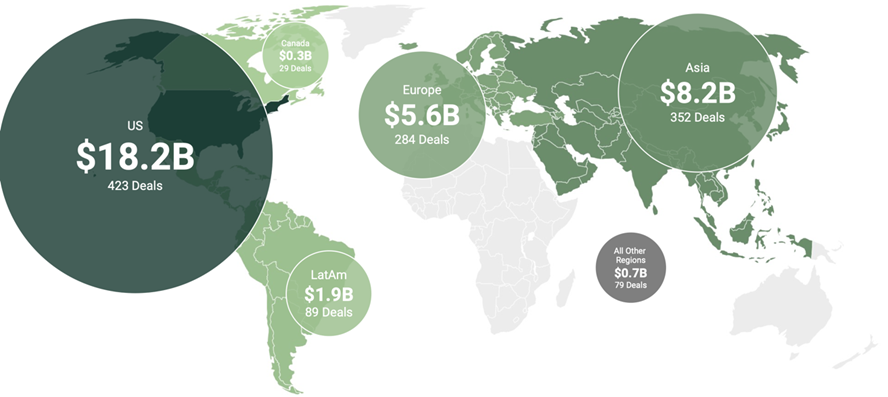 US
$18.2B
423 Deals
Canada
$0.3B
29 Deals
Europe
$5.6B
284 Deals
Asia
$8.2B
352 Deals
LatAm
$1.9B
89 Deals
All Other
Regions
$0.7B
79 Deals